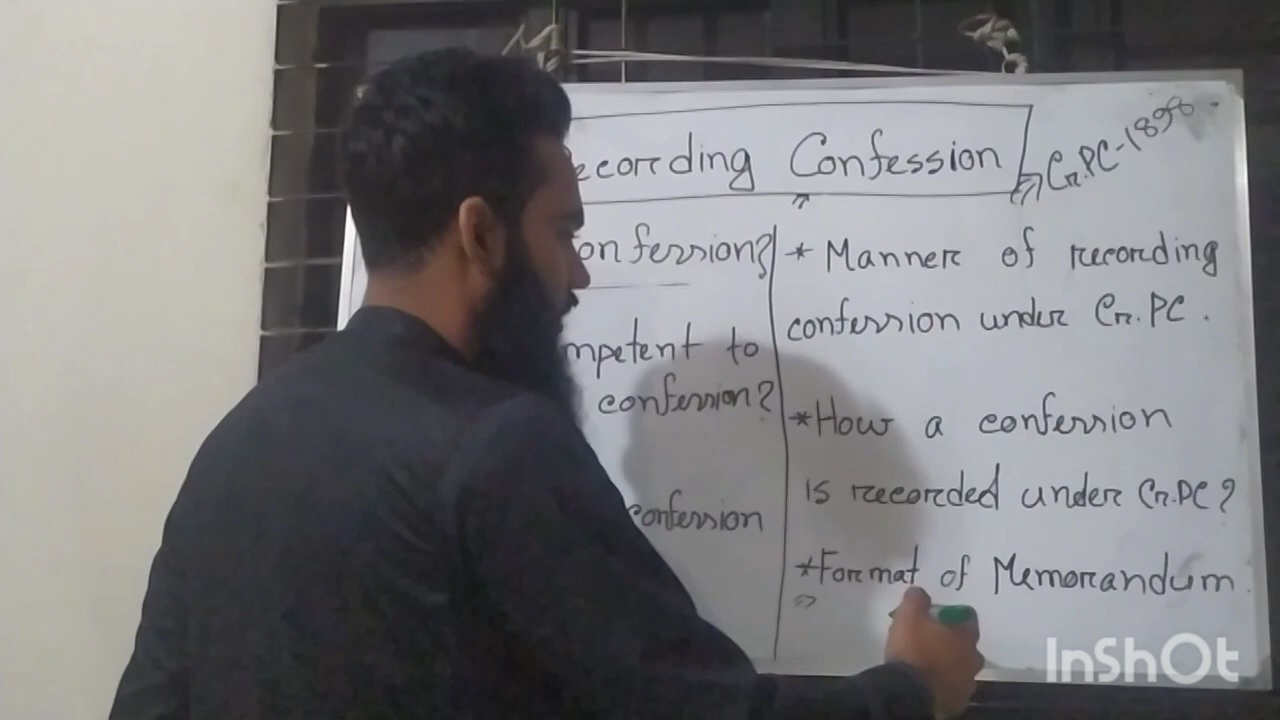 ecording Confession
Cr.PC-1898
onfession?
mpetent to
confession?
confession
* Manner of recording
confession under Cr.PC.
*How a confession
is recorded under Cr.PC?
*Format of Memorandum
InShOt